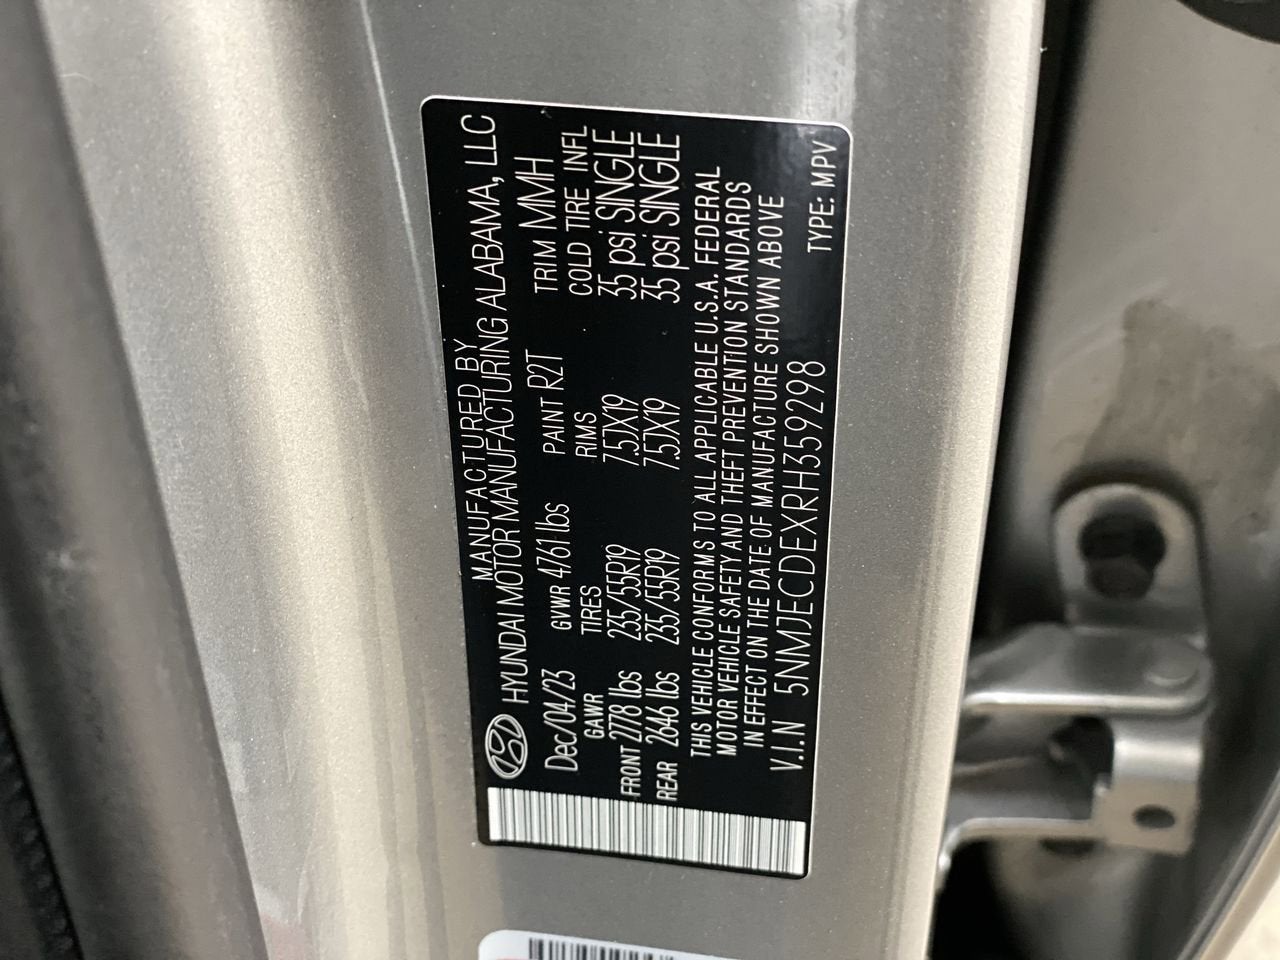 MANUFACTURED BY
HYUNDAI MOTOR MANUFACTURING ALABAMA, LLC
Dec/04/23 GVWR 4761 lbs PAINT R2T TRIM MMH
GAWR TIRES RIMS COLD TIRE INFL
FRONT 2778 lbs 235/55R19 7.5JX19 35 psi SINGLE
REAR 2646 lbs 235/55R19 7.5JX19 35 psi SINGLE
THIS VEHICLE CONFORMS TO ALL APPLICABLE U.S.A. FEDERAL
MOTOR VEHICLE SAFETY AND THEFT PREVENTION STANDARDS
IN EFFECT ON THE DATE OF MANUFACTURE SHOWN ABOVE
V.I.N 5NMJECDEXRH359298 TYPE: MPV